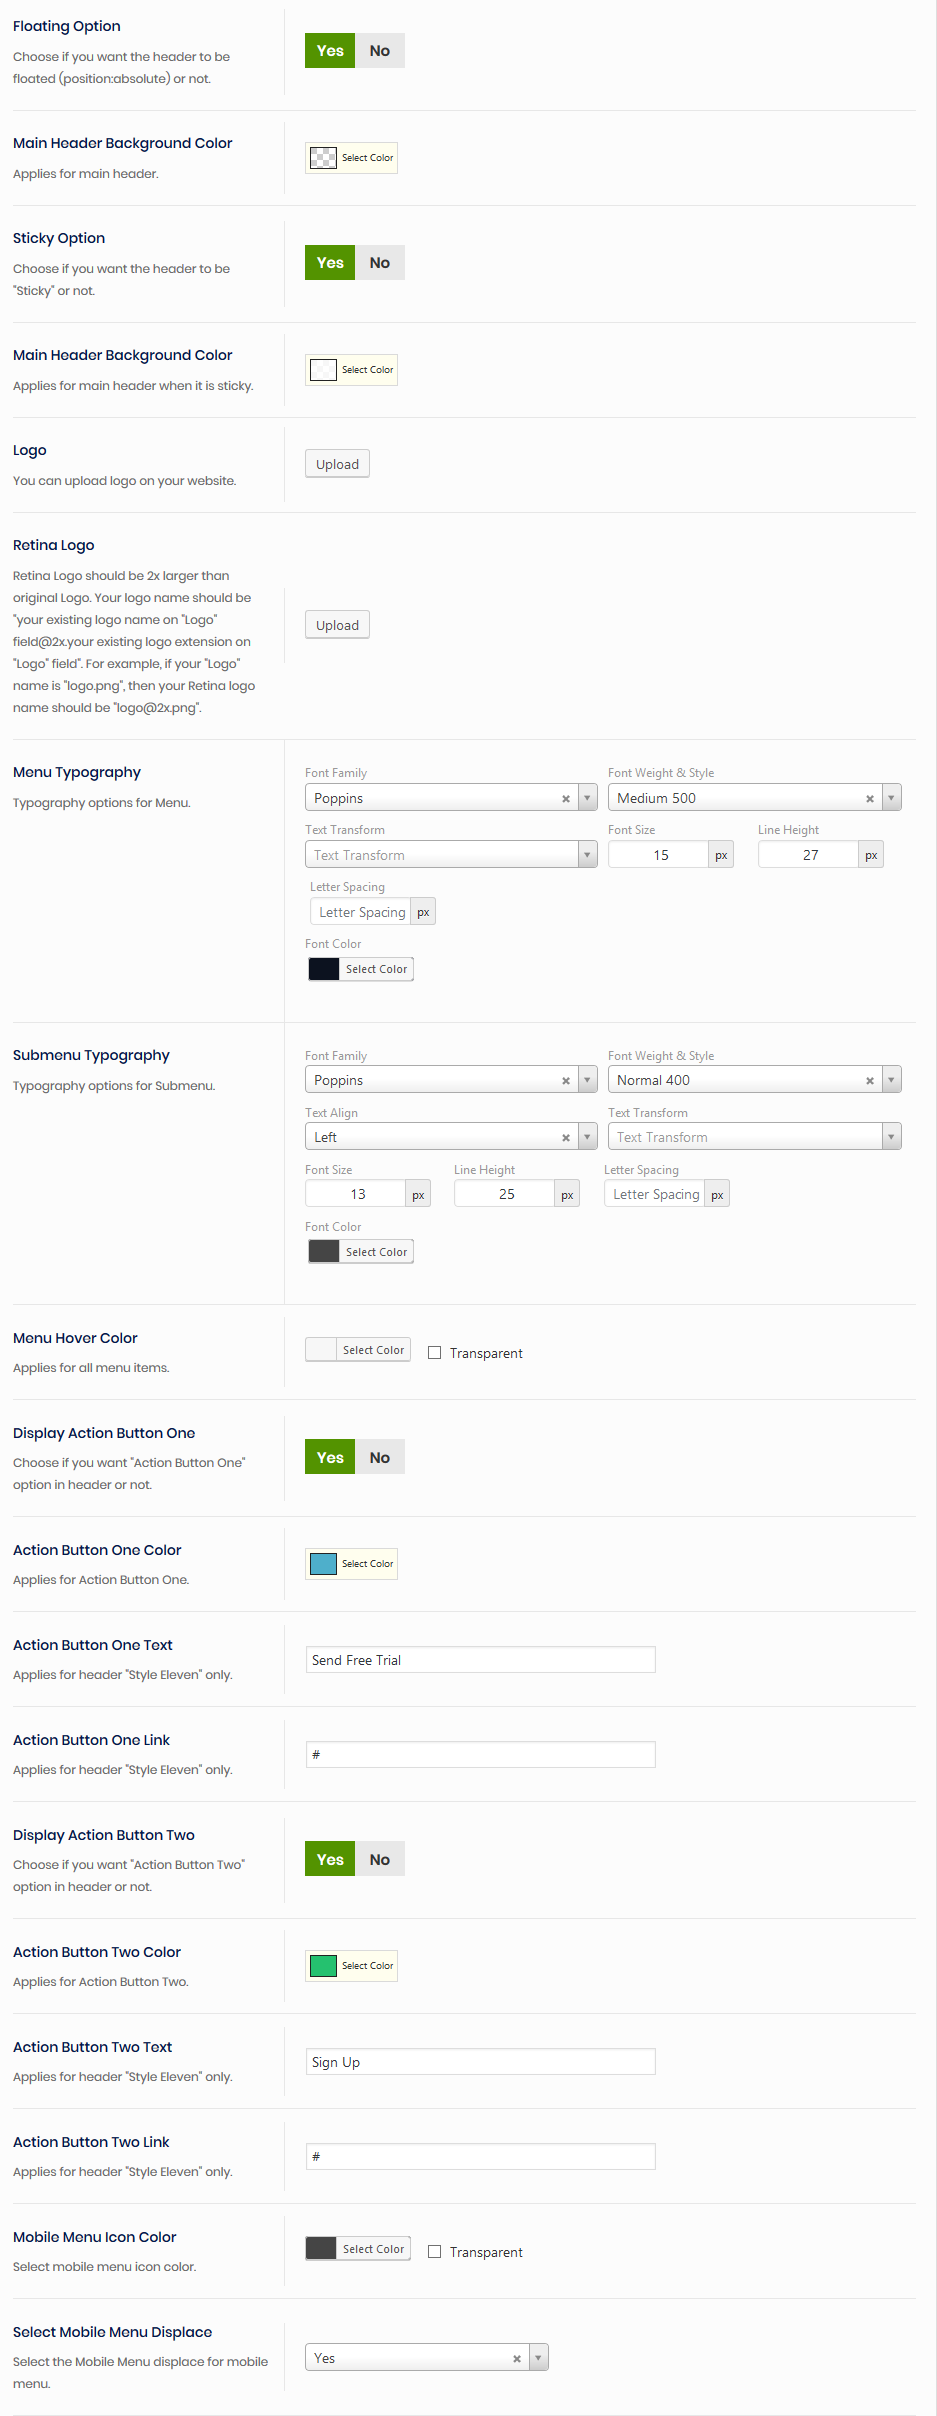 Floating Option
Choose if you want the header to be
floated (position:absolute) or not.
Yes No
Main Header Background Color
Applies for main header.
Select Color
Sticky Option
Choose if you want the header to be
"Sticky" or not.
Yes No
Main Header Background Color
Applies for main header when it is sticky.
Select Color
Logo
You can upload logo on your website.
Upload
Retina Logo
Retina Logo should be 2x larger than
original Logo. Your logo name should be
"your existing logo name on "Logo"
field@2x.your existing logo extension on
"Logo" field". For example, if your "Logo"
name is "logo.png", then your Retina logo
name should be "logo@2x.png".
Upload
Menu Typography
Typography options for Menu.
Font Family Font Weight & Style
Poppins × Medium 500 ×
Text Transform Font Size Line Height
Text Transform 15 px 27 px
Letter Spacing
Letter Spacing px
Font Color
Select Color
Submenu Typography
Typography options for Submenu.
Font Family Font Weight & Style
Poppins × Normal 400 ×
Text Align Text Transform
Left × Text Transform
Font Size Line Height Letter Spacing
13 px 25 px Letter Spacing px
Font Color
Select Color
Menu Hover Color
Applies for all menu items.
Select Color Transparent
Display Action Button One
Choose if you want "Action Button One"
option in header or not.
Yes No
Action Button One Color
Applies for Action Button One.
Select Color
Action Button One Text
Applies for header "Style Eleven" only.
Send Free Trial
Action Button One Link
Applies for header "Style Eleven" only.
#
Display Action Button Two
Choose if you want "Action Button Two"
option in header or not.
Yes No
Action Button Two Color
Applies for Action Button Two.
Select Color
Action Button Two Text
Applies for header "Style Eleven" only.
Sign Up
Action Button Two Link
Applies for header "Style Eleven" only.
#
Mobile Menu Icon Color
Select mobile menu icon color.
Select Color Transparent
Select Mobile Menu Displace
Select the Mobile Menu displace for mobile
menu.
Yes ×